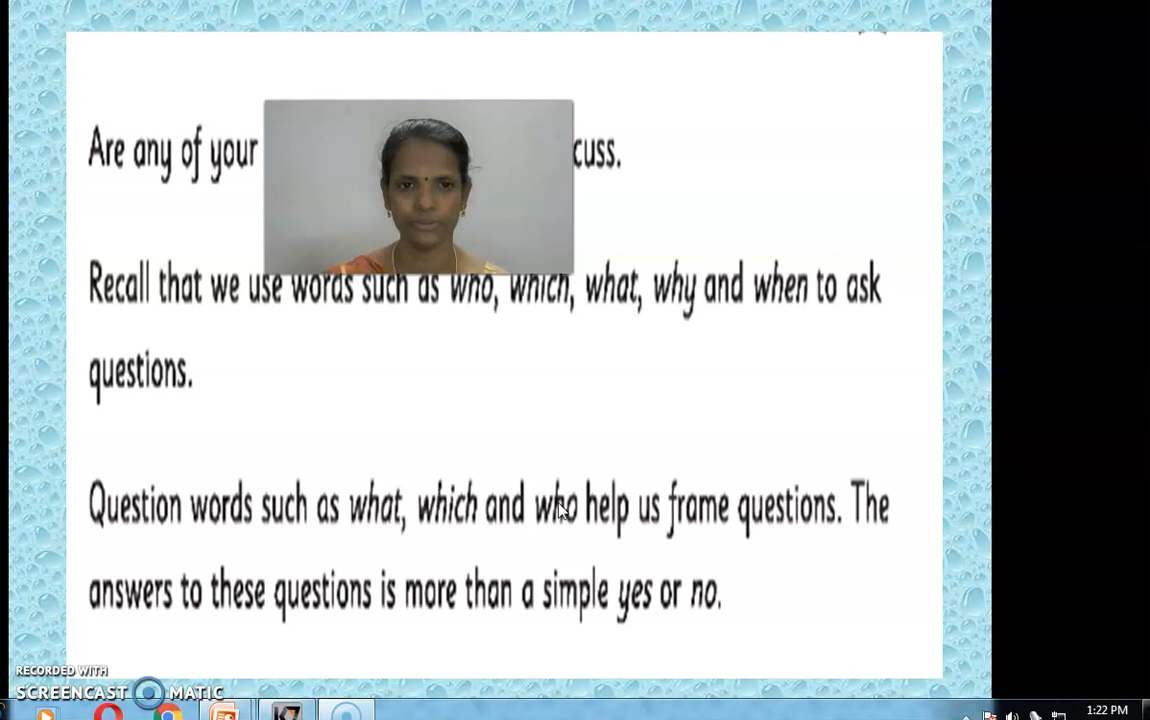 Are any of your cuss.
Recall that we use words such as who, which, what, why and when to ask
questions.
Question words such as what, which and who help us frame questions. The
answers to these questions is more than a simple yes or no.
RECORDED WITH
SCREENCAST MATIC
1:22 PM